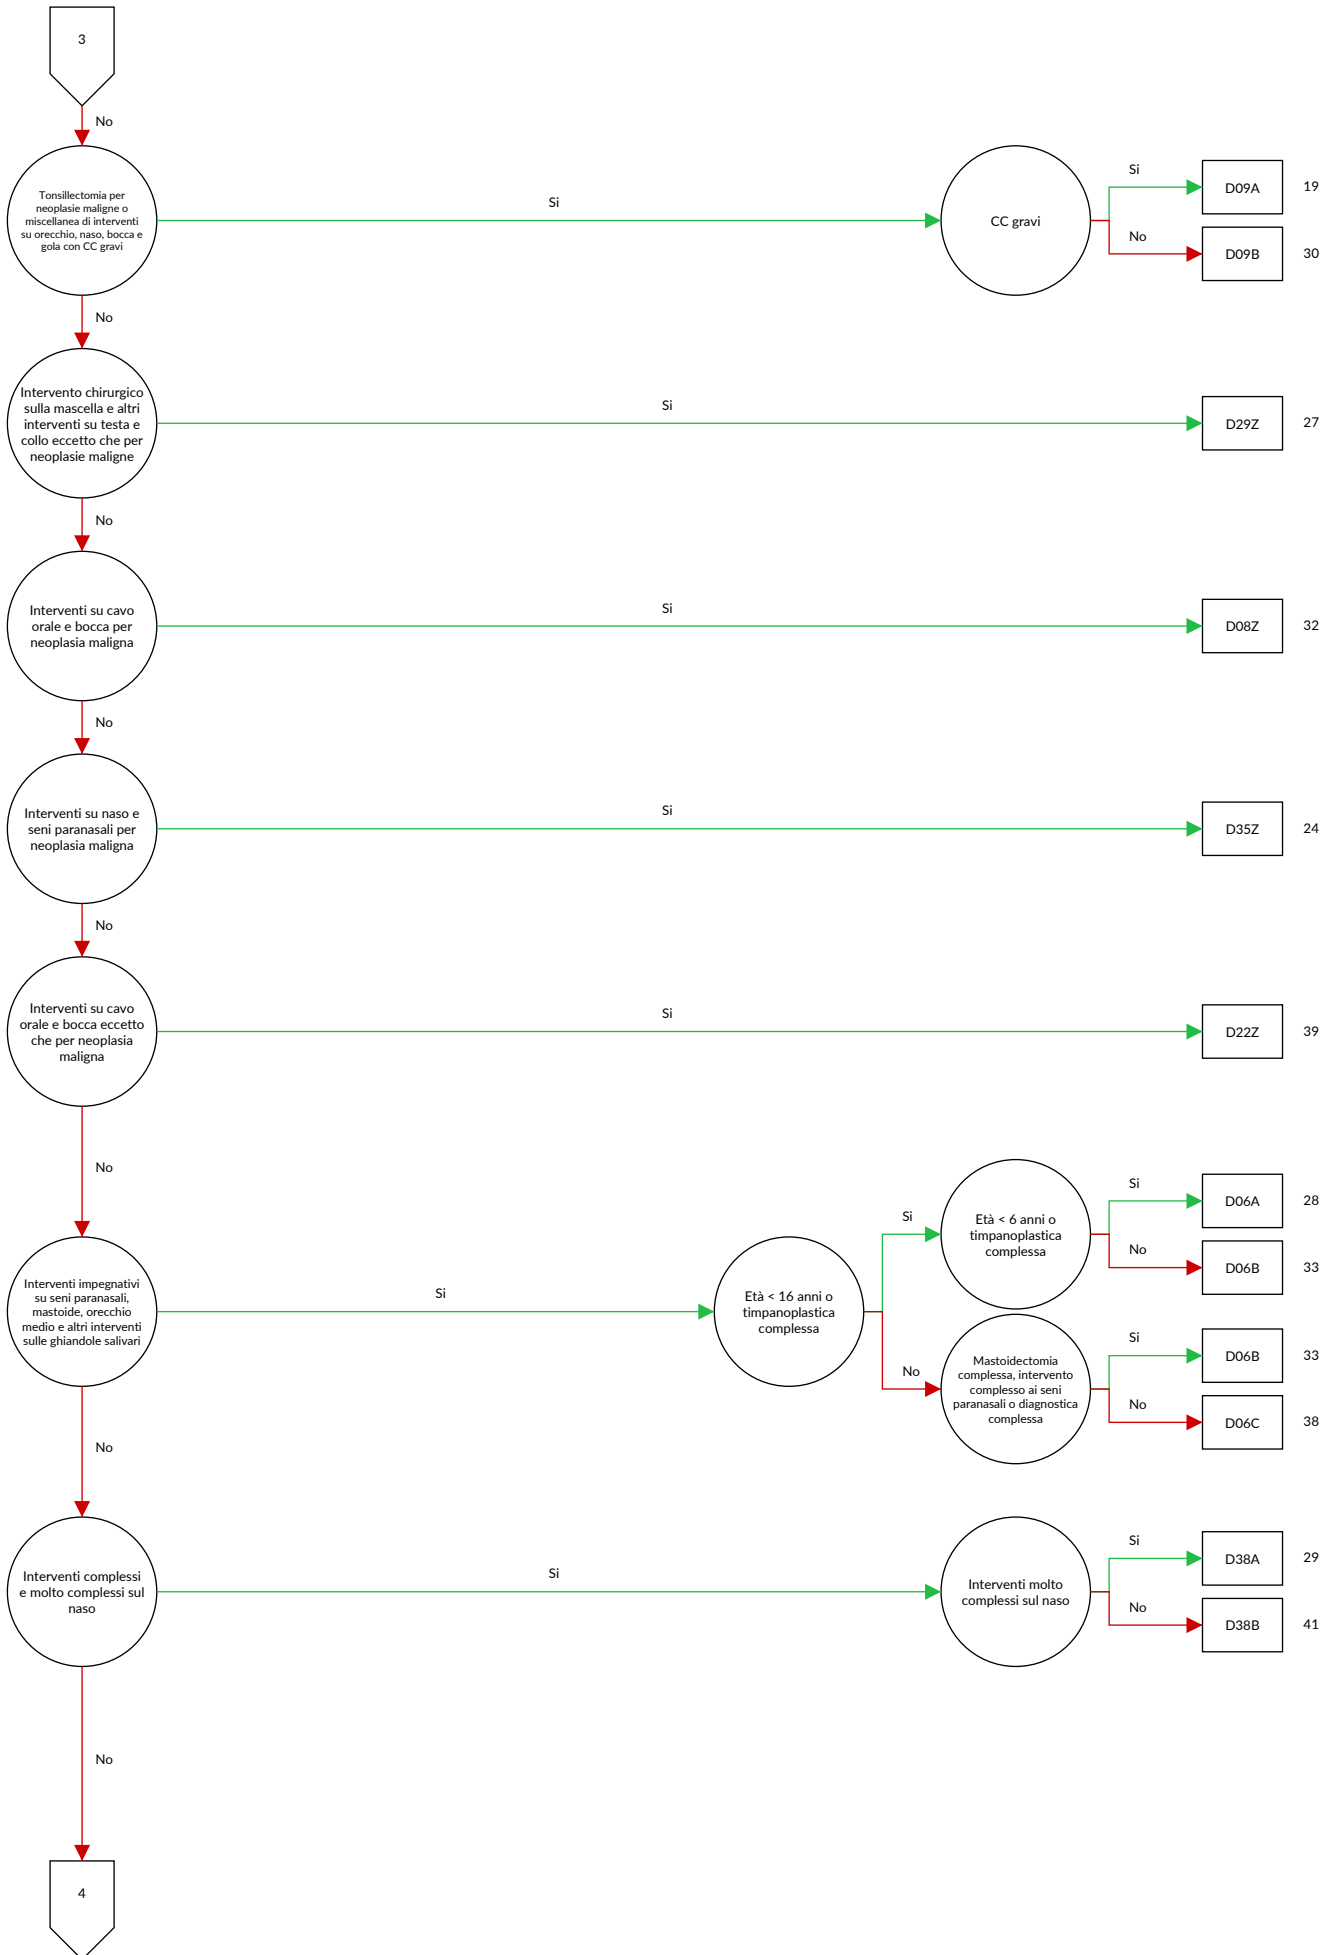 3
No
Tonsillectomia per
neoplasie maligne o
miscellanea di interventi
su orecchio, naso, bocca e
gola con CC gravi
Si
CC gravi
Si
D09A
19
No
D09B
30
No
Intervento chirurgico
sulla mascella e altri
interventi su testa e
collo eccetto che per
neoplasie maligne
Si
D29Z
27
No
Interventi su cavo
orale e bocca per
neoplasia maligna
Si
D08Z
32
No
Interventi su naso e
seni paranasali per
neoplasia maligna
Si
D35Z
24
No
Interventi su cavo
orale e bocca eccetto
che per neoplasia
maligna
Si
D22Z
39
No
Interventi impegnativi
su seni paranasali,
mastoide, orecchio
medio e altri interventi
sulle ghiandole salivari
Si
Età < 16 anni o
timpanoplastica
complessa
Si
Età < 6 anni o
timpanoplastica
complessa
Si
D06A
28
No
D06B
33
No
Mastoidectomia
complessa, intervento
complesso ai seni
paranasali o diagnostica
complessa
Si
D06B
33
No
D06C
38
No
Interventi complessi
e molto complessi sul
naso
Si
Interventi molto
complessi sul naso
Si
D38A
29
No
D38B
41
No
4